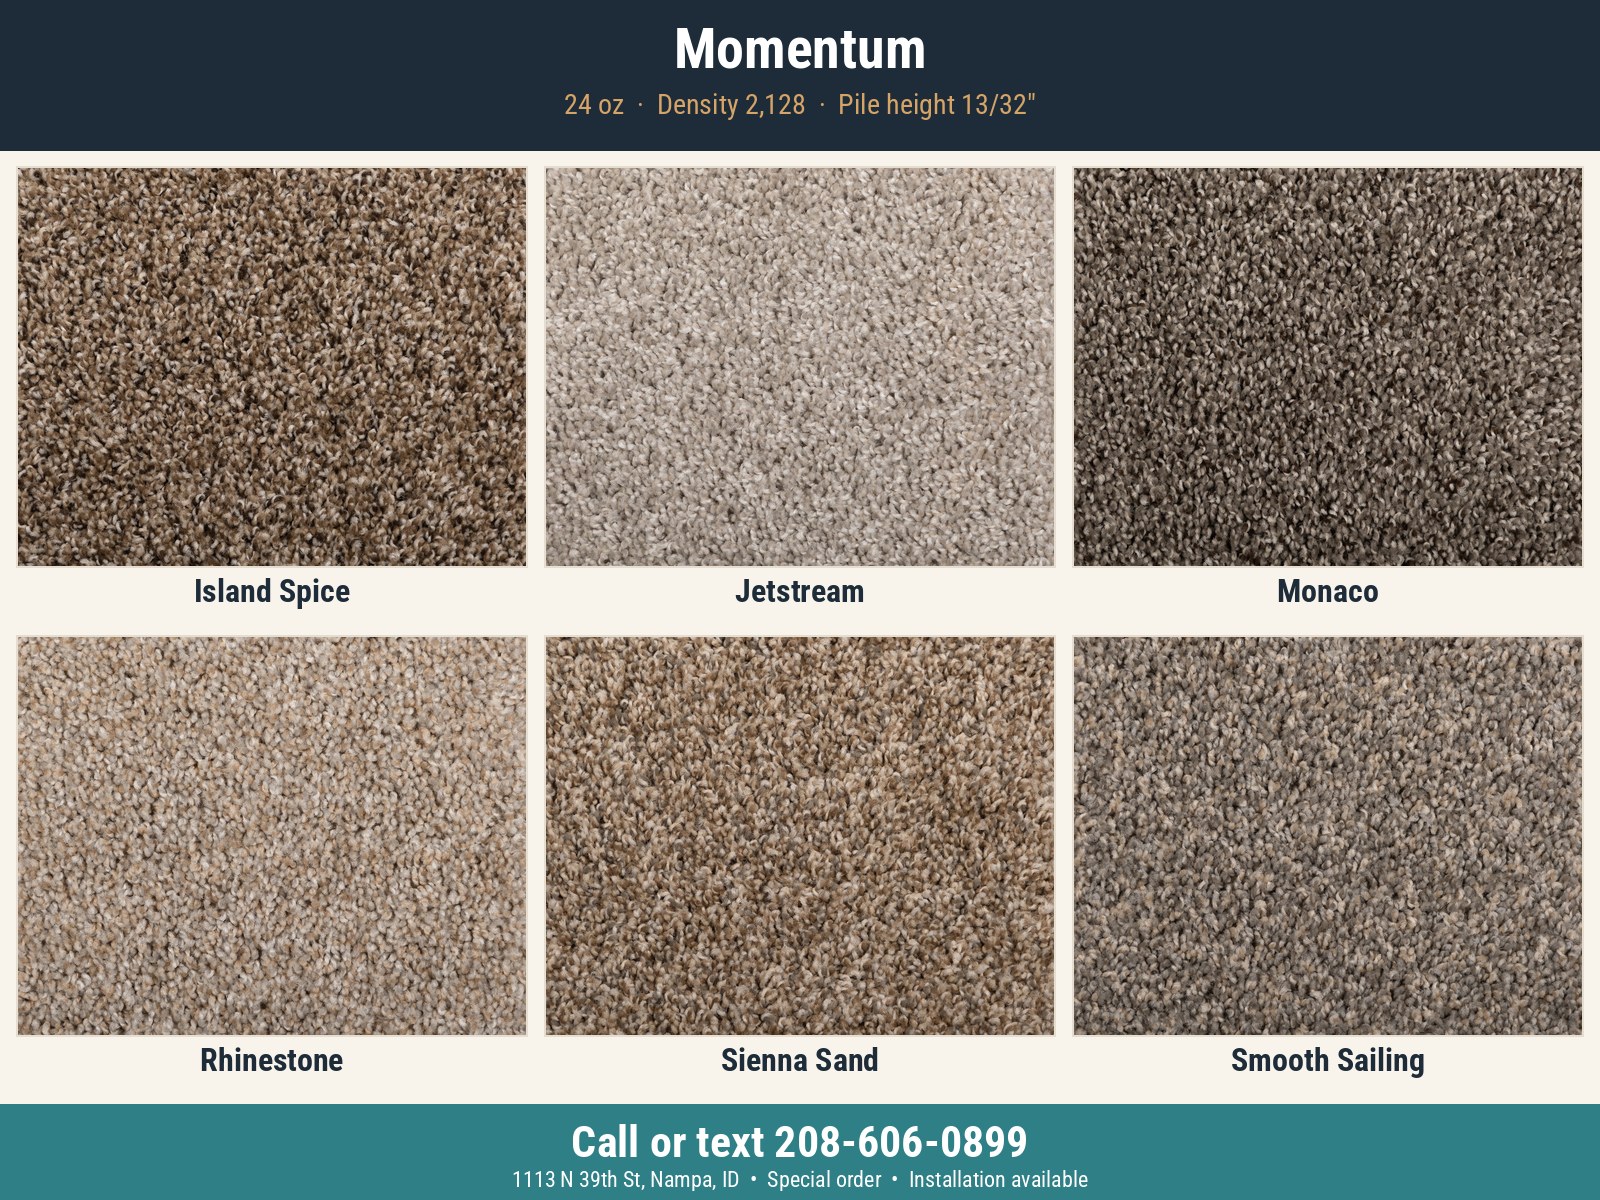 Momentum
24 oz · Density 2,128 · Pile height 13/32"
Island Spice
Jetstream
Monaco
Rhinestone
Sienna Sand
Smooth Sailing
Call or text 208-606-0899
1113 N 39th St, Nampa, ID • Special order • Installation available